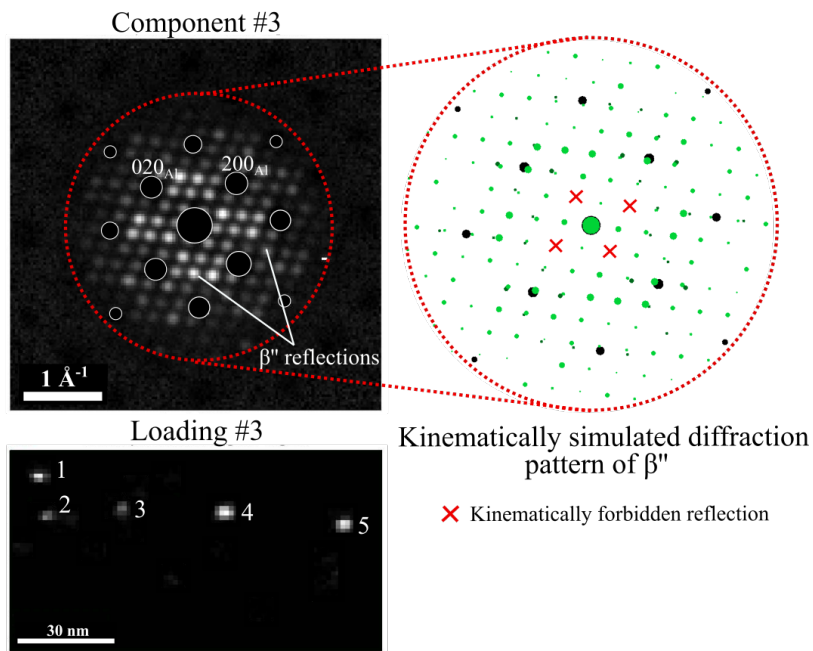 Component #3
020Al
200Al
β" reflections
1 Å-1
Loading #3
1
2
3
4
5
30 nm
Kinematically simulated diffraction
pattern of β"
Kinematically forbidden reflection